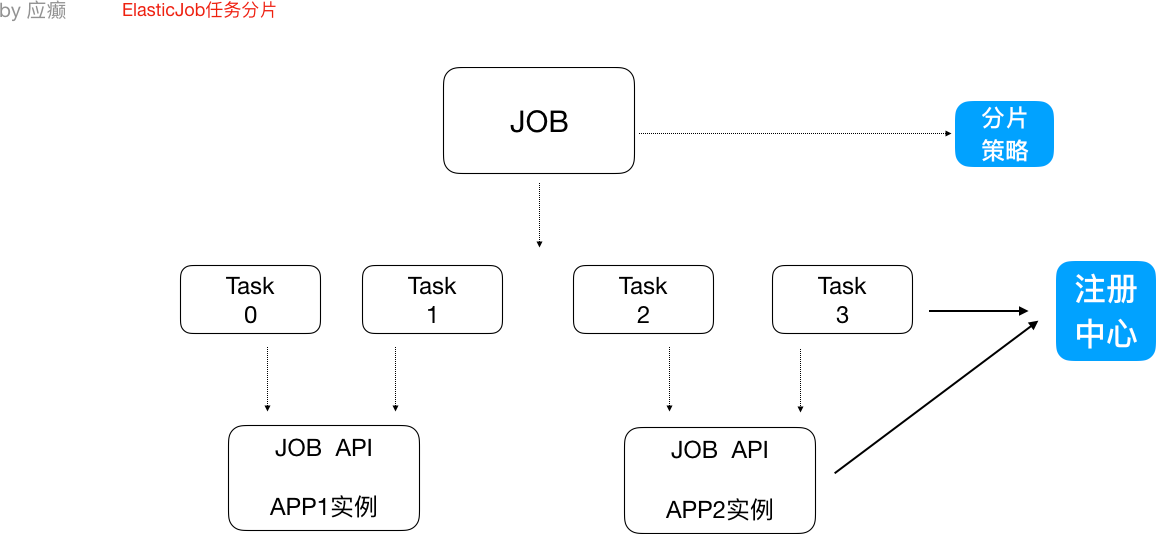 by 应癫
ElasticJob任务分片
JOB
分片
策略
Task
0
Task
1
Task
2
Task
3
注册
中心
JOB API
APP1实例
JOB API
APP2实例